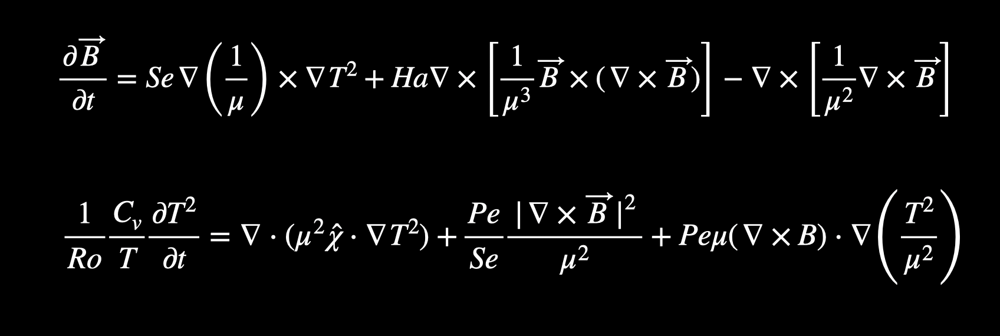 ∂B⃗/∂t = Se ∇(1/μ) × ∇T² + Ha∇ × [1/μ³ B⃗ × (∇ × B⃗)] − ∇ × [1/μ² ∇ × B⃗]
1/Ro C_v/T ∂T²/∂t = ∇ · (μ² χ̂ · ∇T²) + Pe/Se |∇ × B⃗|²/μ² + Peμ(∇ × B) · ∇(T²/μ²)